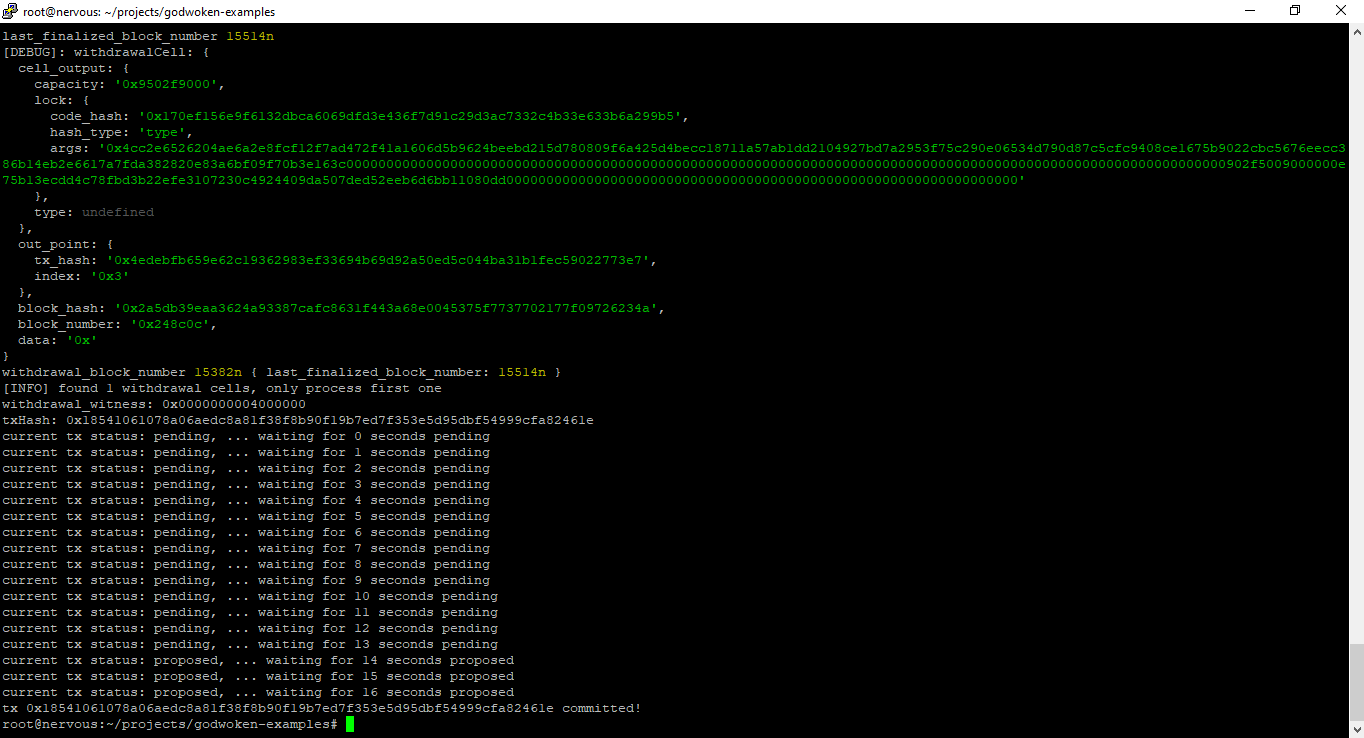 root@nervous: ~/projects/godwoken-examples
last_finalized_block_number 15514n
[DEBUG]: withdrawalCell: {
  cell_output: {
    capacity: '0x9502f9000',
    lock: {
      code_hash: '0x170ef156e9f6132dbca6069dfd3e436f7d91c29d3ac7332c4b33e633b6a299b5',
      hash_type: 'type',
      args: '0x4cc2e6526204ae6a2e8fcf12f7ad472f41a1606d5b9624beebd215d780809f6a425d4becc18711a57ab1dd2104927bd7a2953f75c290e06534d790d87c5cfc9408ce1675b9022cbc5676eecc3
86b14eb2e6617a7fda382820e83a6bf09f70b3e163c0000000000000000000000000000000000000000000000000000000000000000000000000000000000000000000000000000000000902f5009000000e
75b13ecdd4c78fbd3b22efe3107230c4924409da507ded52eeb6d6bb11080dd0000000000000000000000000000000000000000000000000000000000000000'
    },
    type: undefined
  },
  out_point: {
    tx_hash: '0x4edebfb659e62c19362983ef33694b69d92a50ed5c044ba31b1fec59022773e7',
    index: '0x3'
  },
  block_hash: '0x2a5db39eaa3624a93387cafc8631f443a68e0045375f7737702177f09726234a',
  block_number: '0x248c0c',
  data: '0x'
}
withdrawal_block_number 15382n { last_finalized_block_number: 15514n }
[INFO] found 1 withdrawal cells, only process first one
withdrawal_witness: 0x0000000004000000
txHash: 0x18541061078a06aedc8a81f38f8b90f19b7ed7f353e5d95dbf54999cfa82461e
current tx status: pending, ... waiting for 0 seconds pending
current tx status: pending, ... waiting for 1 seconds pending
current tx status: pending, ... waiting for 2 seconds pending
current tx status: pending, ... waiting for 3 seconds pending
current tx status: pending, ... waiting for 4 seconds pending
current tx status: pending, ... waiting for 5 seconds pending
current tx status: pending, ... waiting for 6 seconds pending
current tx status: pending, ... waiting for 7 seconds pending
current tx status: pending, ... waiting for 8 seconds pending
current tx status: pending, ... waiting for 9 seconds pending
current tx status: pending, ... waiting for 10 seconds pending
current tx status: pending, ... waiting for 11 seconds pending
current tx status: pending, ... waiting for 12 seconds pending
current tx status: pending, ... waiting for 13 seconds pending
current tx status: proposed, ... waiting for 14 seconds proposed
current tx status: proposed, ... waiting for 15 seconds proposed
current tx status: proposed, ... waiting for 16 seconds proposed
tx 0x18541061078a06aedc8a81f38f8b90f19b7ed7f353e5d95dbf54999cfa82461e committed!
root@nervous:~/projects/godwoken-examples#